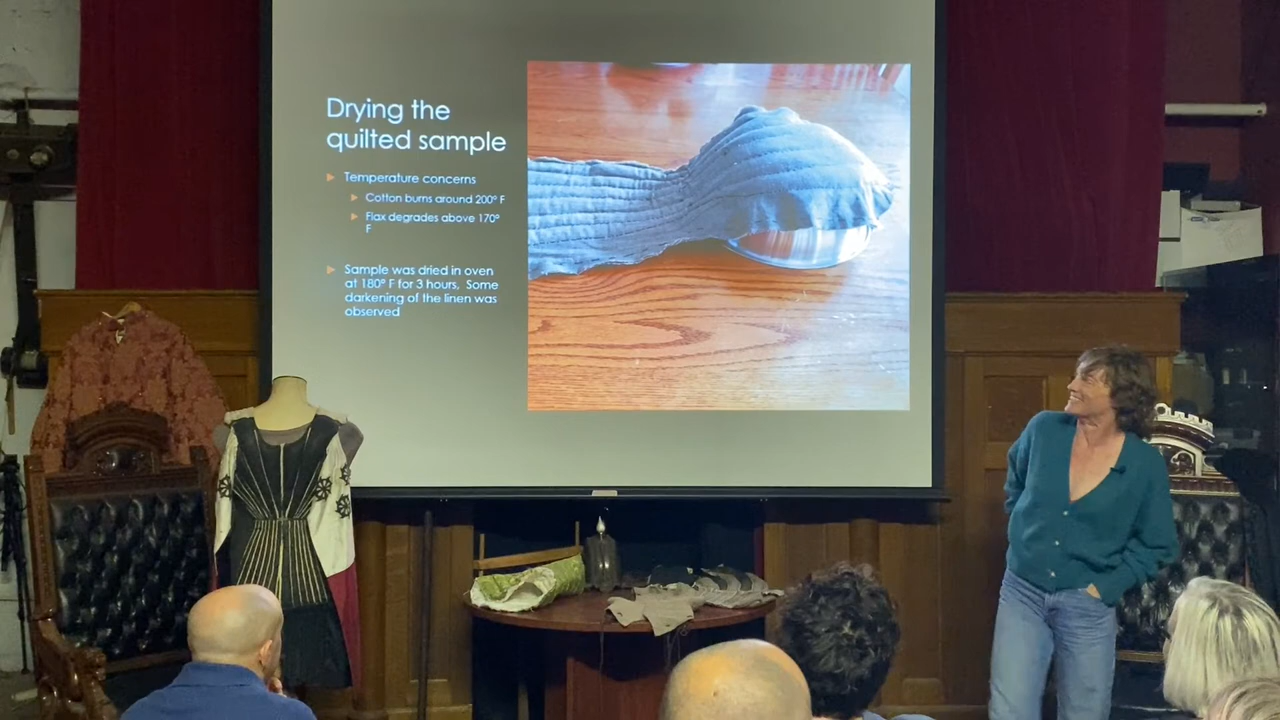 Drying the
quilted sample
Temperature concerns
Cotton burns around 200° F
Flax degrades above 170°
F
Sample was dried in oven
at 180° F for 3 hours, Some
darkening of the linen was
observed